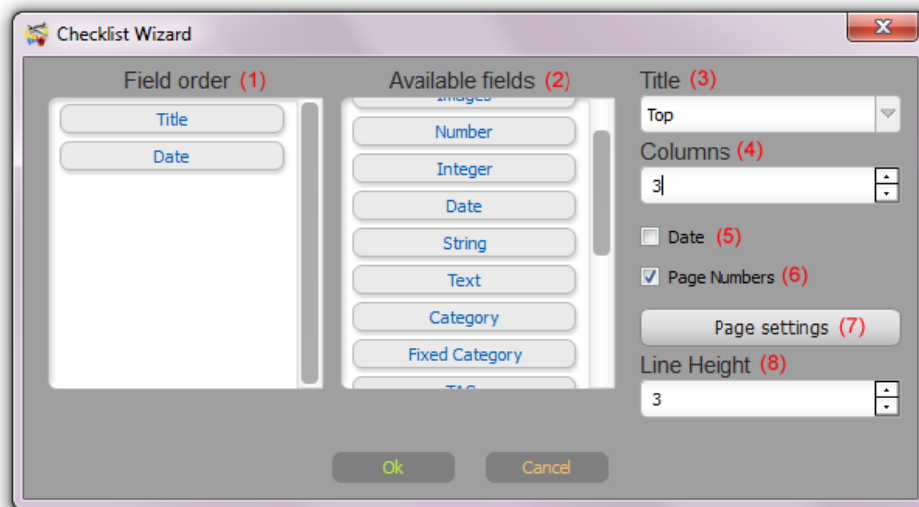 Checklist Wizard
Field order (1)
Title
Date
Available fields (2)
Images
Number
Integer
Date
String
Text
Category
Fixed Category
TAG
Title (3)
Top
Columns (4)
3
Date (5)
Page Numbers (6)
Page settings (7)
Line Height (8)
3
Ok
Cancel